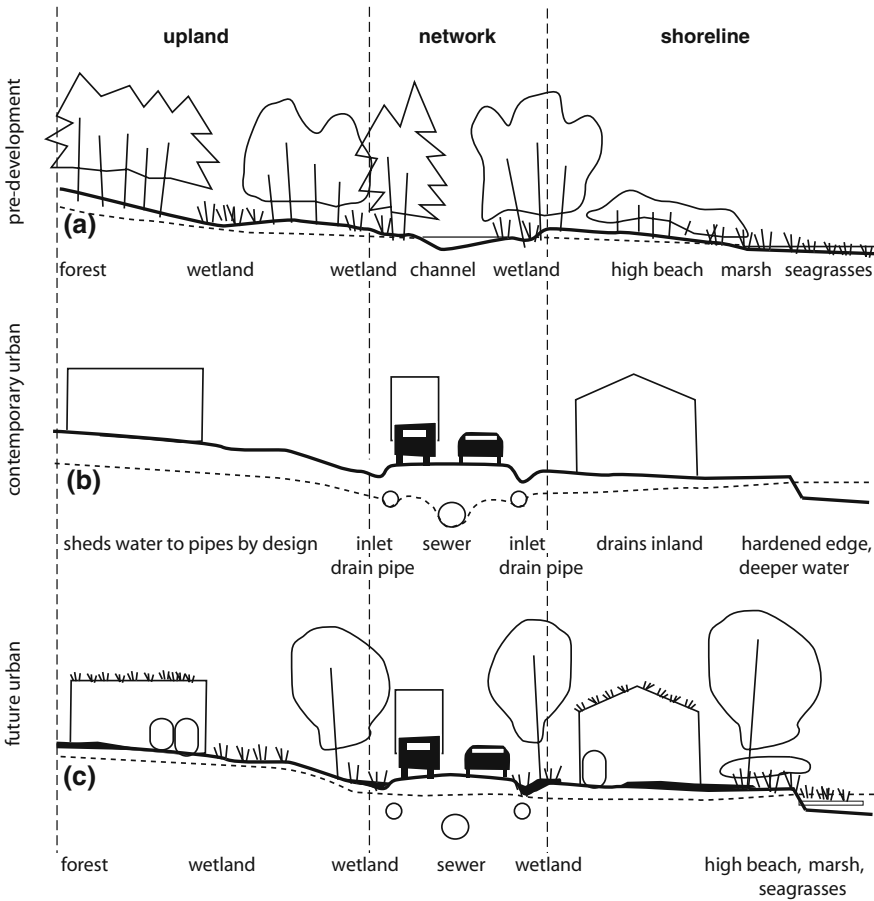 upland network shoreline
pre-development
(a)
forest wetland wetland channel wetland high beach marsh seagrasses
contemporary urban
(b)
sheds water to pipes by design inlet sewer inlet drains inland hardened edge,
drain pipe drain pipe deeper water
future urban
(c)
forest wetland wetland sewer wetland high beach, marsh,
seagrasses